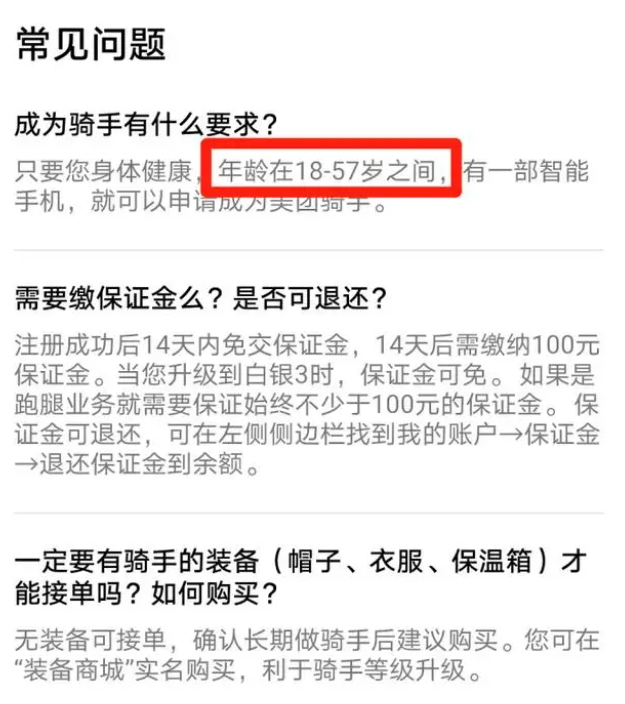 常见问题
成为骑手有什么要求？
只要您身体健康，年龄在18-57岁之间，有一部智能
手机，就可以申请成为美团骑手。
需要缴保证金么？是否可退还？
注册成功后14天内免交保证金，14天后需缴纳100元
保证金。当您升级到白银3时，保证金可免。如果是
跑腿业务就需要保证始终不少于100元的保证金。保
证金可退还，可在左侧侧边栏找到我的账户→保证金
→退还保证金到余额。
一定要有骑手的装备（帽子、衣服、保温箱）才
能接单吗？如何购买？
无装备可接单，确认长期做骑手后建议购买。您可在
“装备商城”实名购买，利于骑手等级升级。